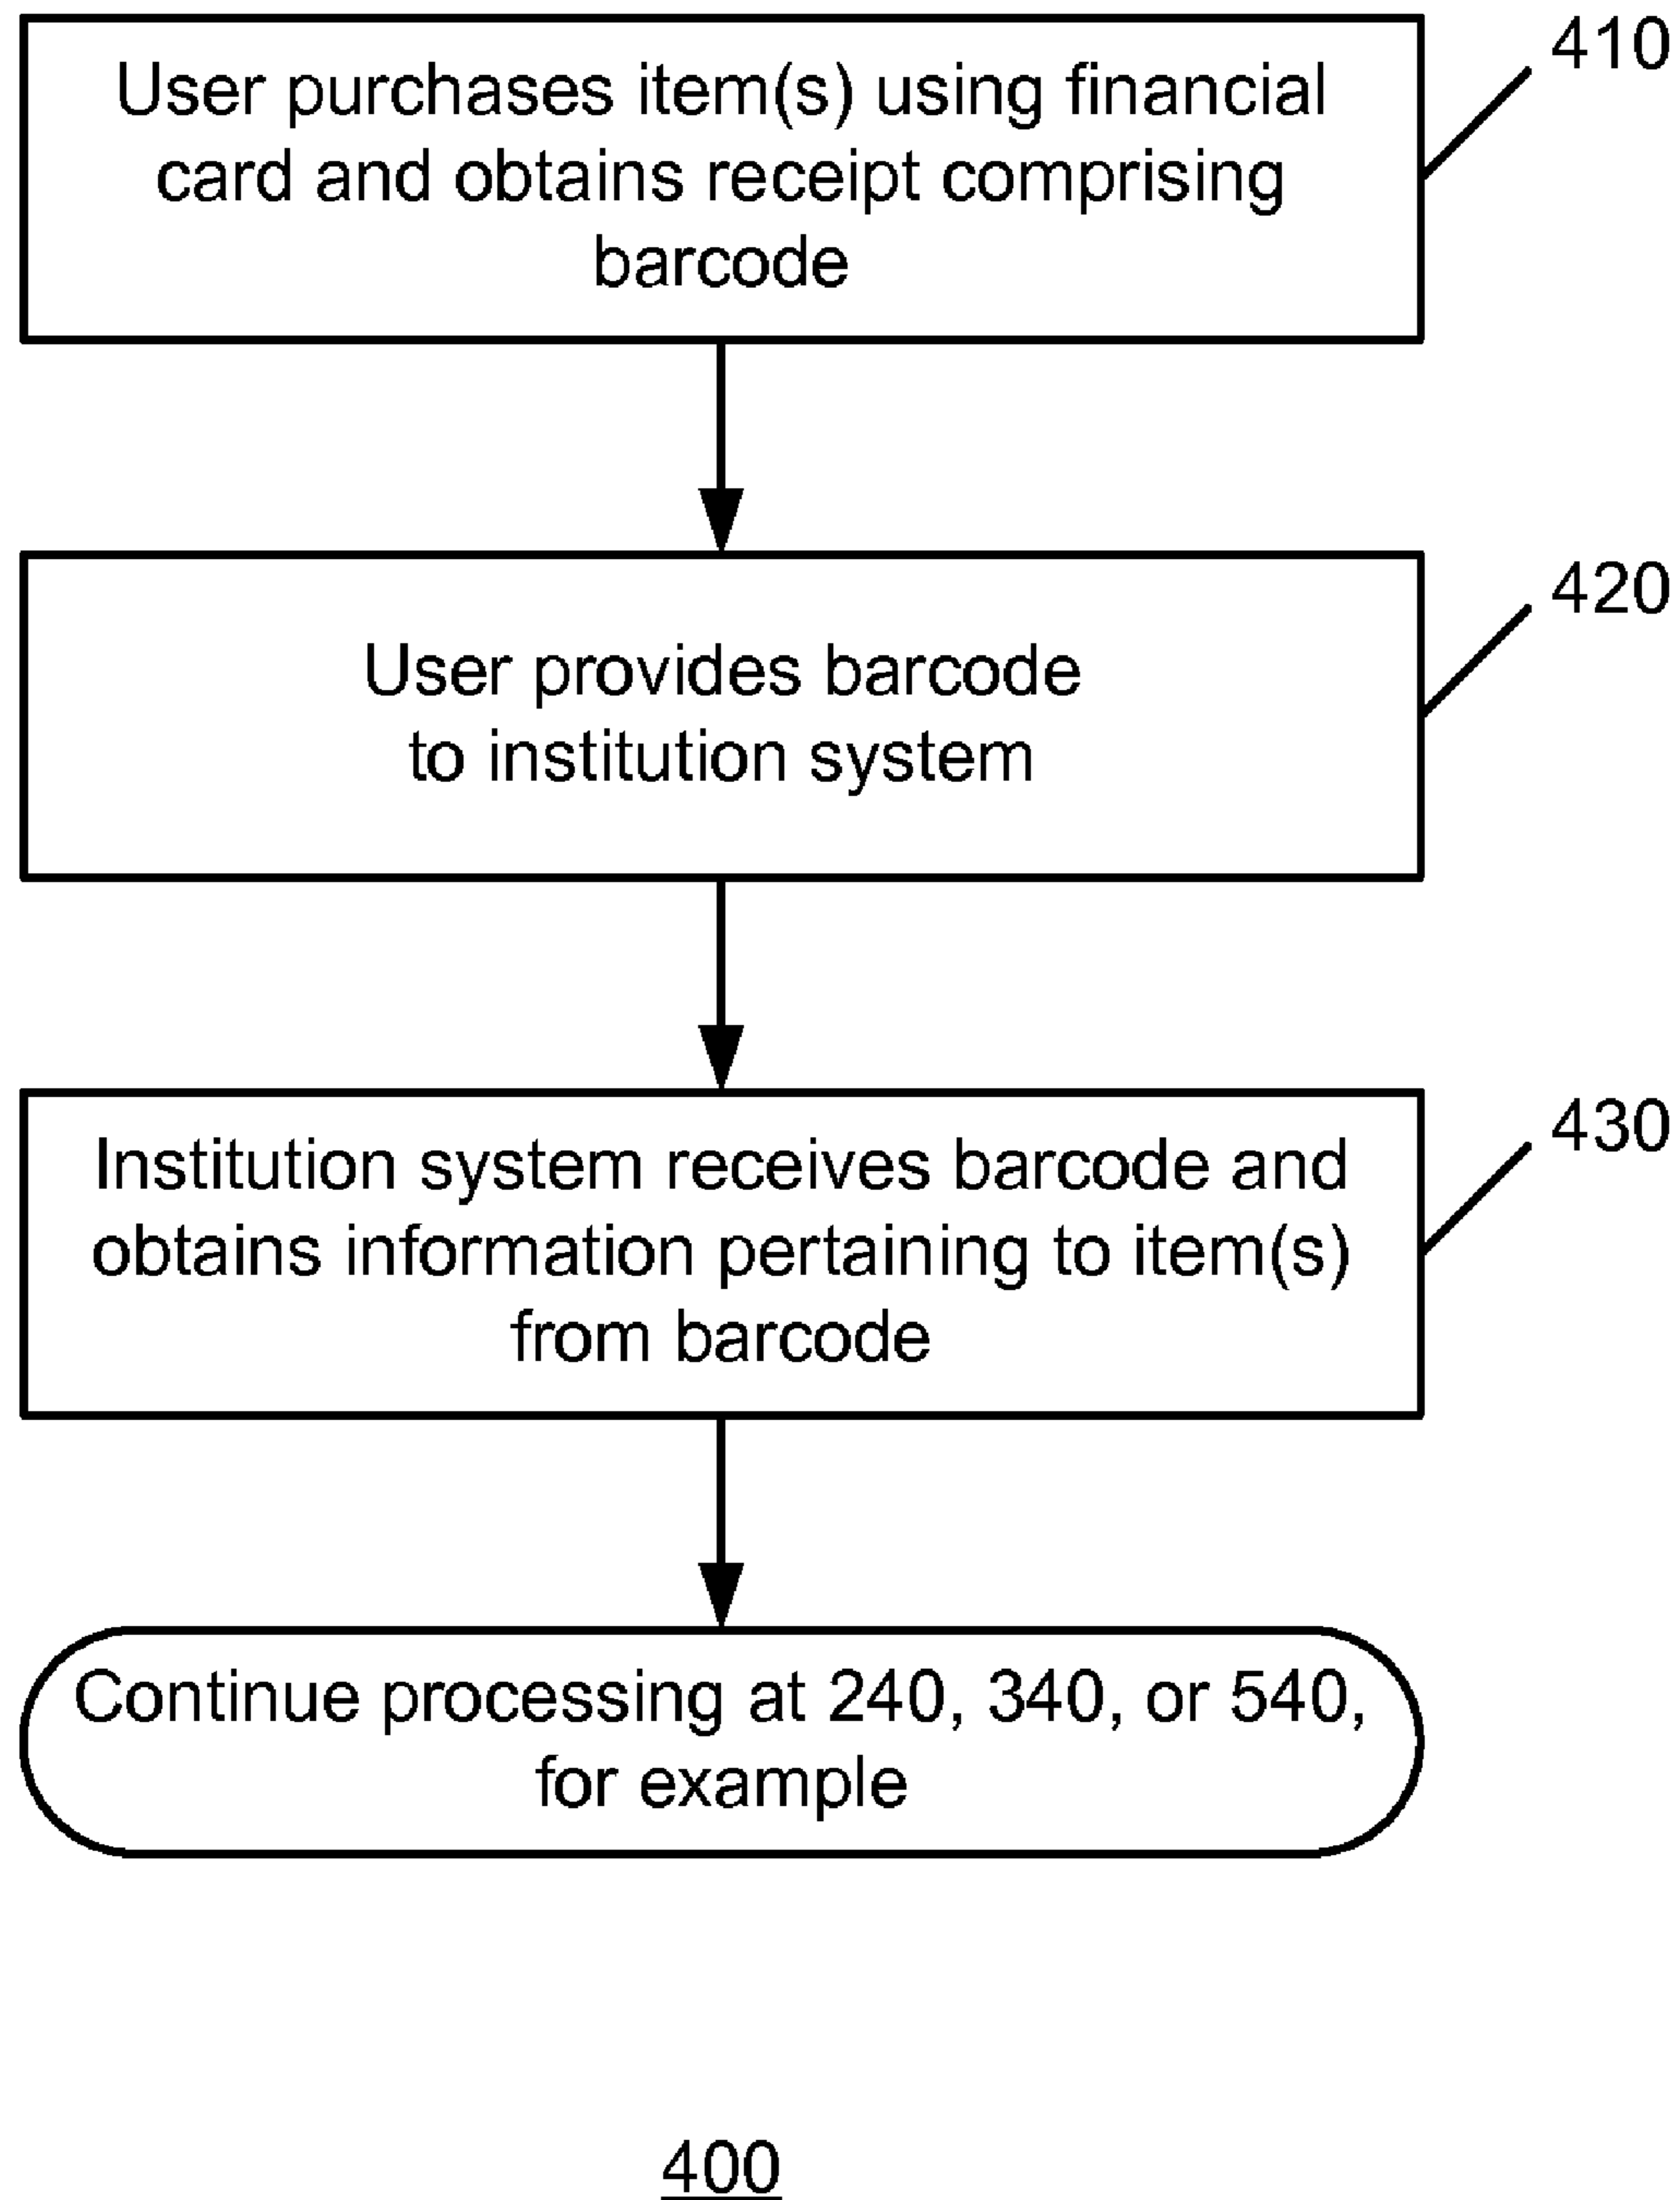 410
User purchases item(s) using financial
card and obtains receipt comprising
barcode
420
User provides barcode
to institution system
430
Institution system receives barcode and
obtains information pertaining to item(s)
from barcode
Continue processing at 240, 340, or 540,
for example
400